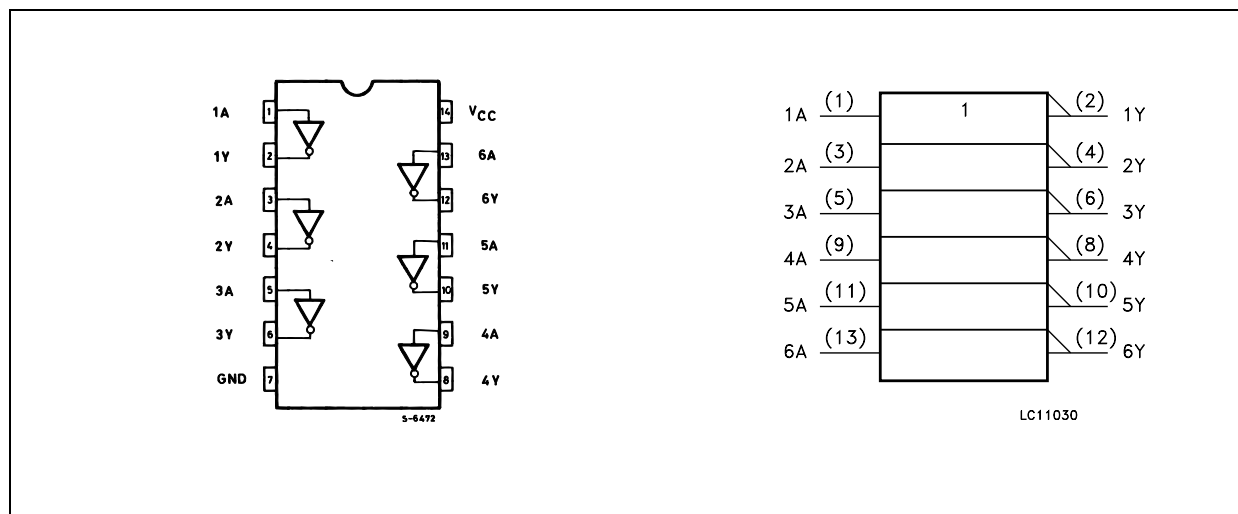 1A 1 14 VCC
1Y 2 13 6A
2A 3 12 6Y
2Y 4 11 5A
3A 5 10 5Y
3Y 6 9 4A
GND 7 8 4Y
S-6472
1A (1) 1 (2) 1Y
2A (3) (4) 2Y
3A (5) (6) 3Y
4A (9) (8) 4Y
5A (11) (10) 5Y
6A (13) (12) 6Y
LC11030